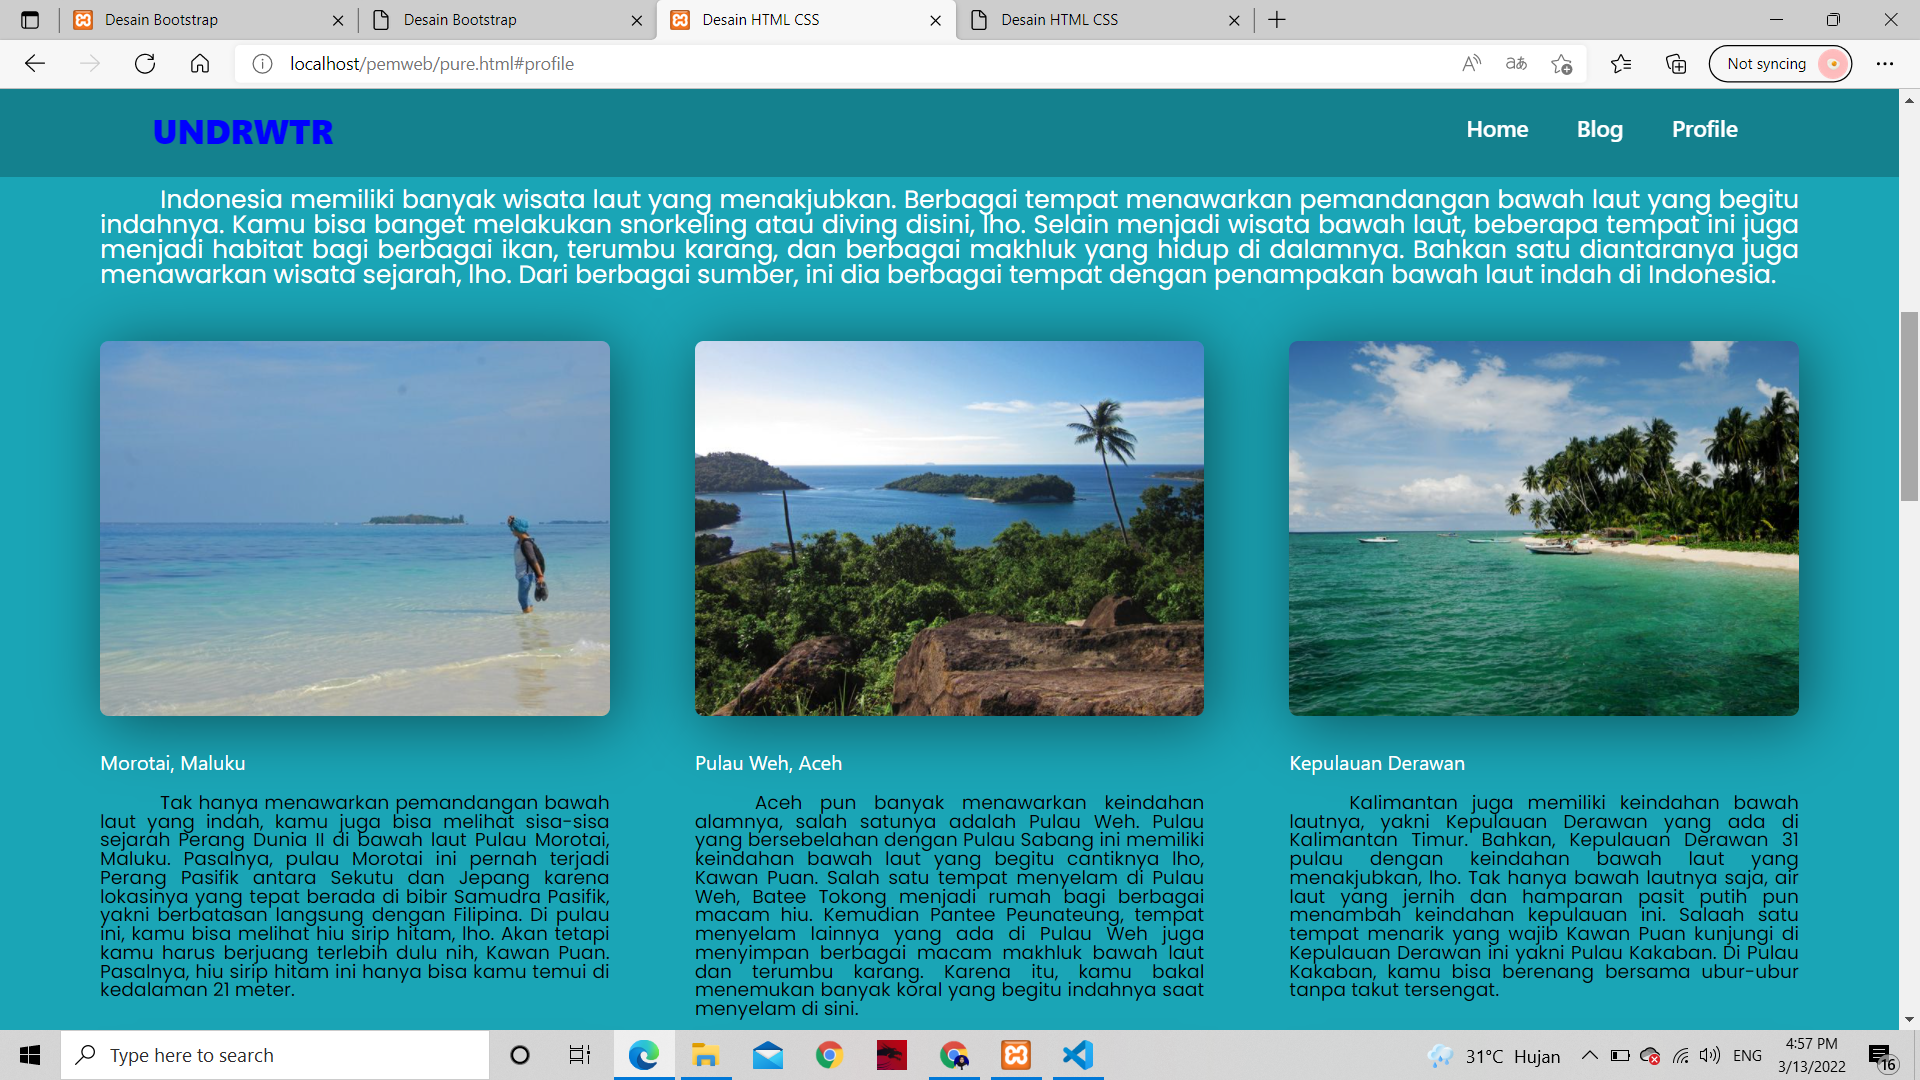 Desain Bootstrap
Desain Bootstrap
Desain HTML CSS
Desain HTML CSS
localhost/pemweb/pure.html#profile
Not syncing
UNDRWTR
Home
Blog
Profile
Indonesia memiliki banyak wisata laut yang menakjubkan. Berbagai tempat menawarkan pemandangan bawah laut yang begitu
indahnya. Kamu bisa banget melakukan snorkeling atau diving disini, lho. Selain menjadi wisata bawah laut, beberapa tempat ini juga
menjadi habitat bagi berbagai ikan, terumbu karang, dan berbagai makhluk yang hidup di dalamnya. Bahkan satu diantaranya juga
menawarkan wisata sejarah, lho. Dari berbagai sumber, ini dia berbagai tempat dengan penampakan bawah laut indah di Indonesia.
Morotai, Maluku
Tak hanya menawarkan pemandangan bawah
laut yang indah, kamu juga bisa melihat sisa-sisa
sejarah Perang Dunia II di bawah laut Pulau Morotai,
Maluku. Pasalnya, pulau Morotai ini pernah terjadi
Perang Pasifik antara Sekutu dan Jepang karena
lokasinya yang tepat berada di bibir Samudra Pasifik,
yakni berbatasan langsung dengan Filipina. Di pulau
ini, kamu bisa melihat hiu sirip hitam, lho. Akan tetapi
kamu harus berjuang terlebih dulu nih, Kawan Puan.
Pasalnya, hiu sirip hitam ini hanya bisa kamu temui di
kedalaman 21 meter.
Pulau Weh, Aceh
Aceh pun banyak menawarkan keindahan
alamnya, salah satunya adalah Pulau Weh. Pulau
yang bersebelahan dengan Pulau Sabang ini memiliki
keindahan bawah laut yang begitu cantiknya lho,
Kawan Puan. Salah satu tempat menyelam di Pulau
Weh, Batee Tokong menjadi rumah bagi berbagai
macam hiu. Kemudian Pantee Peunateung, tempat
menyelam lainnya yang ada di Pulau Weh juga
menyimpan berbagai macam makhluk bawah laut
dan terumbu karang. Karena itu, kamu bakal
menemukan banyak koral yang begitu indahnya saat
menyelam di sini.
Kepulauan Derawan
Kalimantan juga memiliki keindahan bawah
lautnya, yakni Kepulauan Derawan yang ada di
Kalimantan Timur. Bahkan, Kepulauan Derawan 31
pulau dengan keindahan bawah laut yang
menakjubkan, lho. Tak hanya bawah lautnya saja, air
laut yang jernih dan hamparan pasit putih pun
menambah keindahan kepulauan ini. Salaah satu
tempat menarik yang wajib Kawan Puan kunjungi di
Kepulauan Derawan ini yakni Pulau Kakaban. Di Pulau
Kakaban, kamu bisa berenang bersama ubur-ubur
tanpa takut tersengat.
Type here to search
31°C Hujan
ENG
4:57 PM
3/13/2022
16